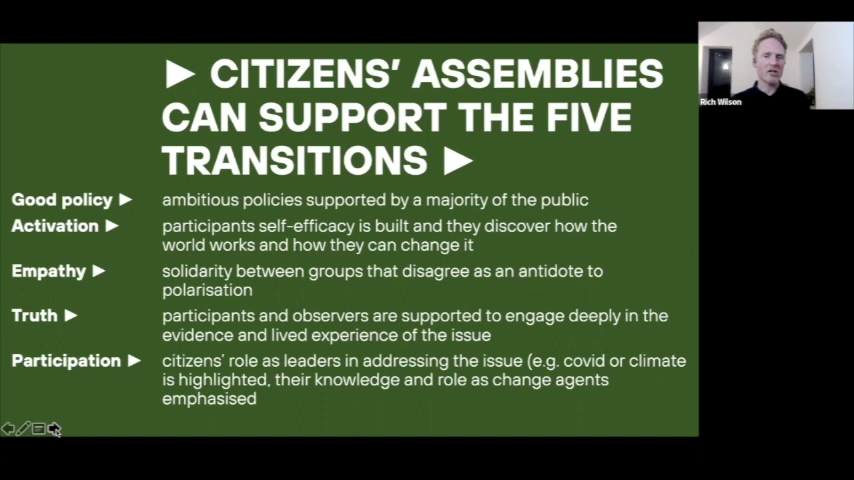 ▶ CITIZENS’ ASSEMBLIES
CAN SUPPORT THE FIVE
TRANSITIONS ▶
Good policy ▶ ambitious policies supported by a majority of the public
Activation ▶ participants self-efficacy is built and they discover how the
world works and how they can change it
Empathy ▶ solidarity between groups that disagree as an antidote to
polarisation
Truth ▶ participants and observers are supported to engage deeply in the
evidence and lived experience of the issue
Participation ▶ citizens’ role as leaders in addressing the issue (e.g. covid or climate
is highlighted, their knowledge and role as change agents
emphasised
Rich Wilson